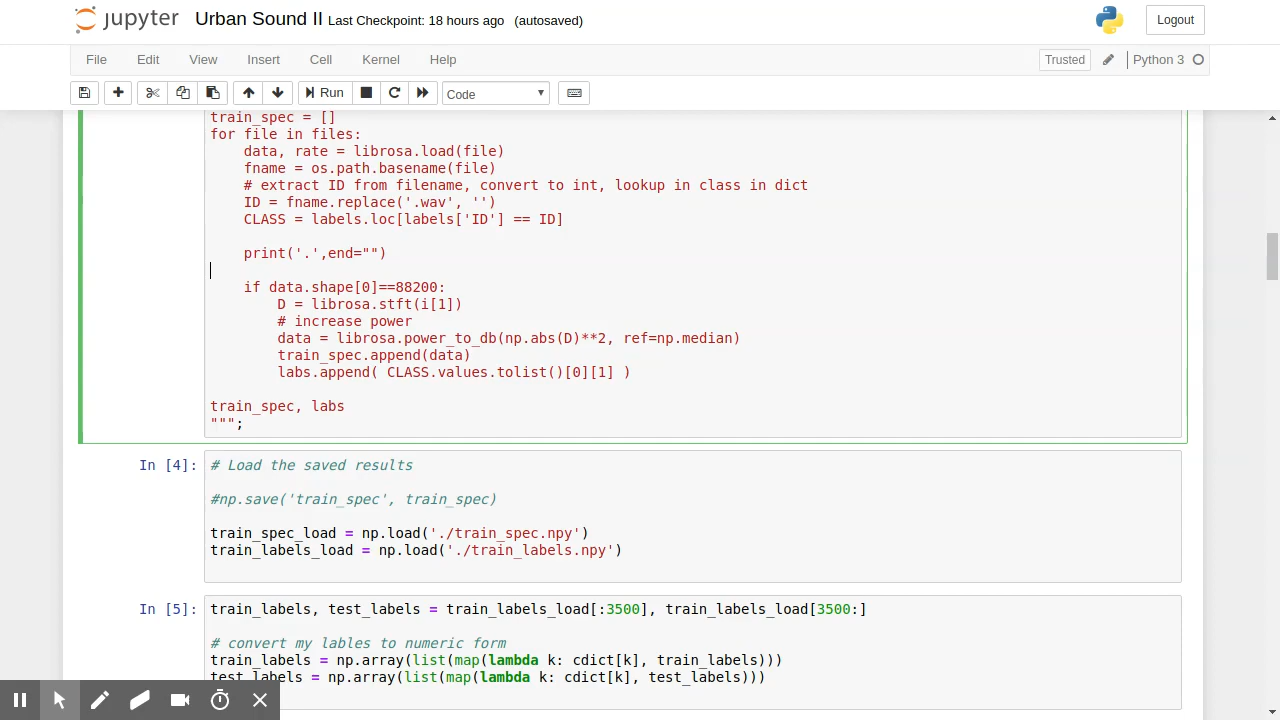 jupyter Urban Sound II Last Checkpoint: 18 hours ago (autosaved) Logout
File Edit View Insert Cell Kernel Help Trusted Python 3
Run Code
train_spec = []
for file in files:
    data, rate = librosa.load(file)
    fname = os.path.basename(file)
    # extract ID from filename, convert to int, lookup in class in dict
    ID = fname.replace('.wav', '')
    CLASS = labels.loc[labels['ID'] == ID]
    print('.',end="")
    if data.shape[0]==88200:
        D = librosa.stft(i[1])
        # increase power
        data = librosa.power_to_db(np.abs(D)**2, ref=np.median)
        train_spec.append(data)
        labs.append( CLASS.values.tolist()[0][1] )
train_spec, labs
""";
In [4]: # Load the saved results
#np.save('train_spec', train_spec)
train_spec_load = np.load('./train_spec.npy')
train_labels_load = np.load('./train_labels.npy')
In [5]: train_labels, test_labels = train_labels_load[:3500], train_labels_load[3500:]
# convert my lables to numeric form
train_labels = np.array(list(map(lambda k: cdict[k], train_labels)))
test_labels = np.array(list(map(lambda k: cdict[k], test_labels)))